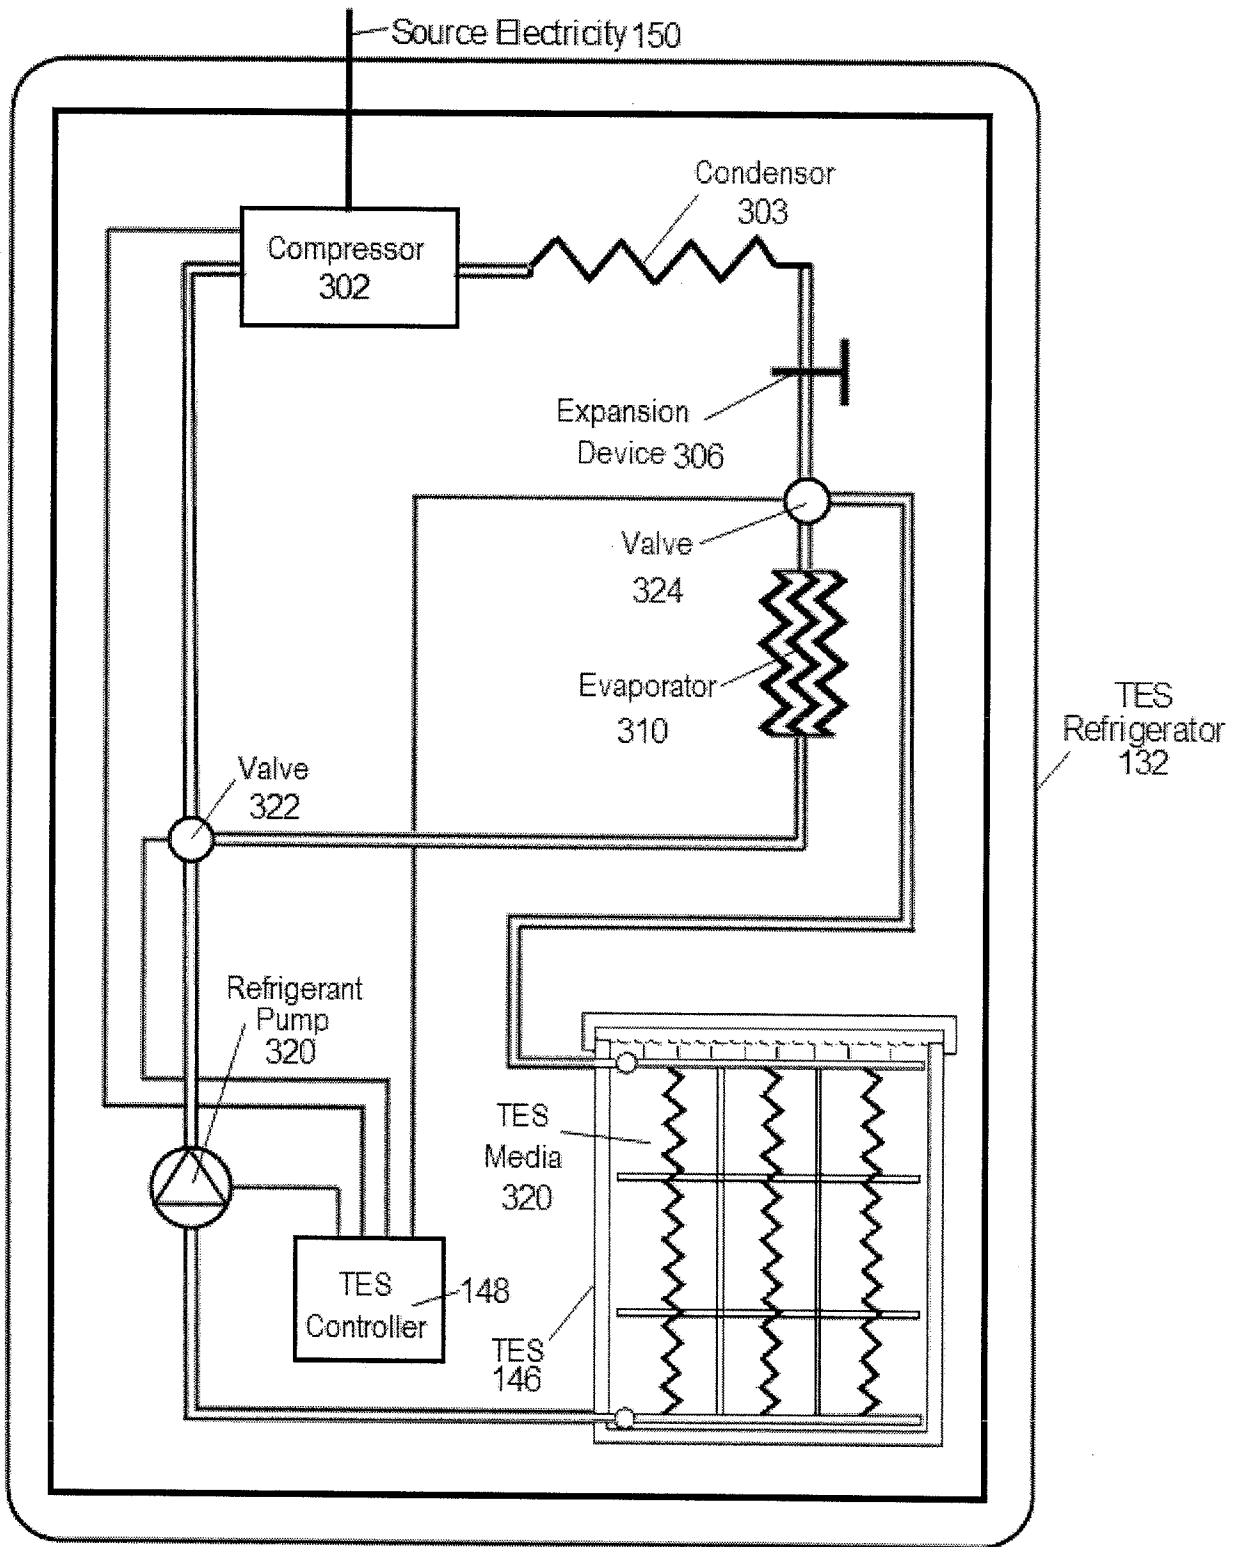 Source Electricity 150
Condensor
303
Compressor
302
Expansion
Device 306
Valve
324
Evaporator
310
TES
Refrigerator
132
Valve
322
Refrigerant
Pump
320
TES
Media
320
TES
Controller
148
TES
146